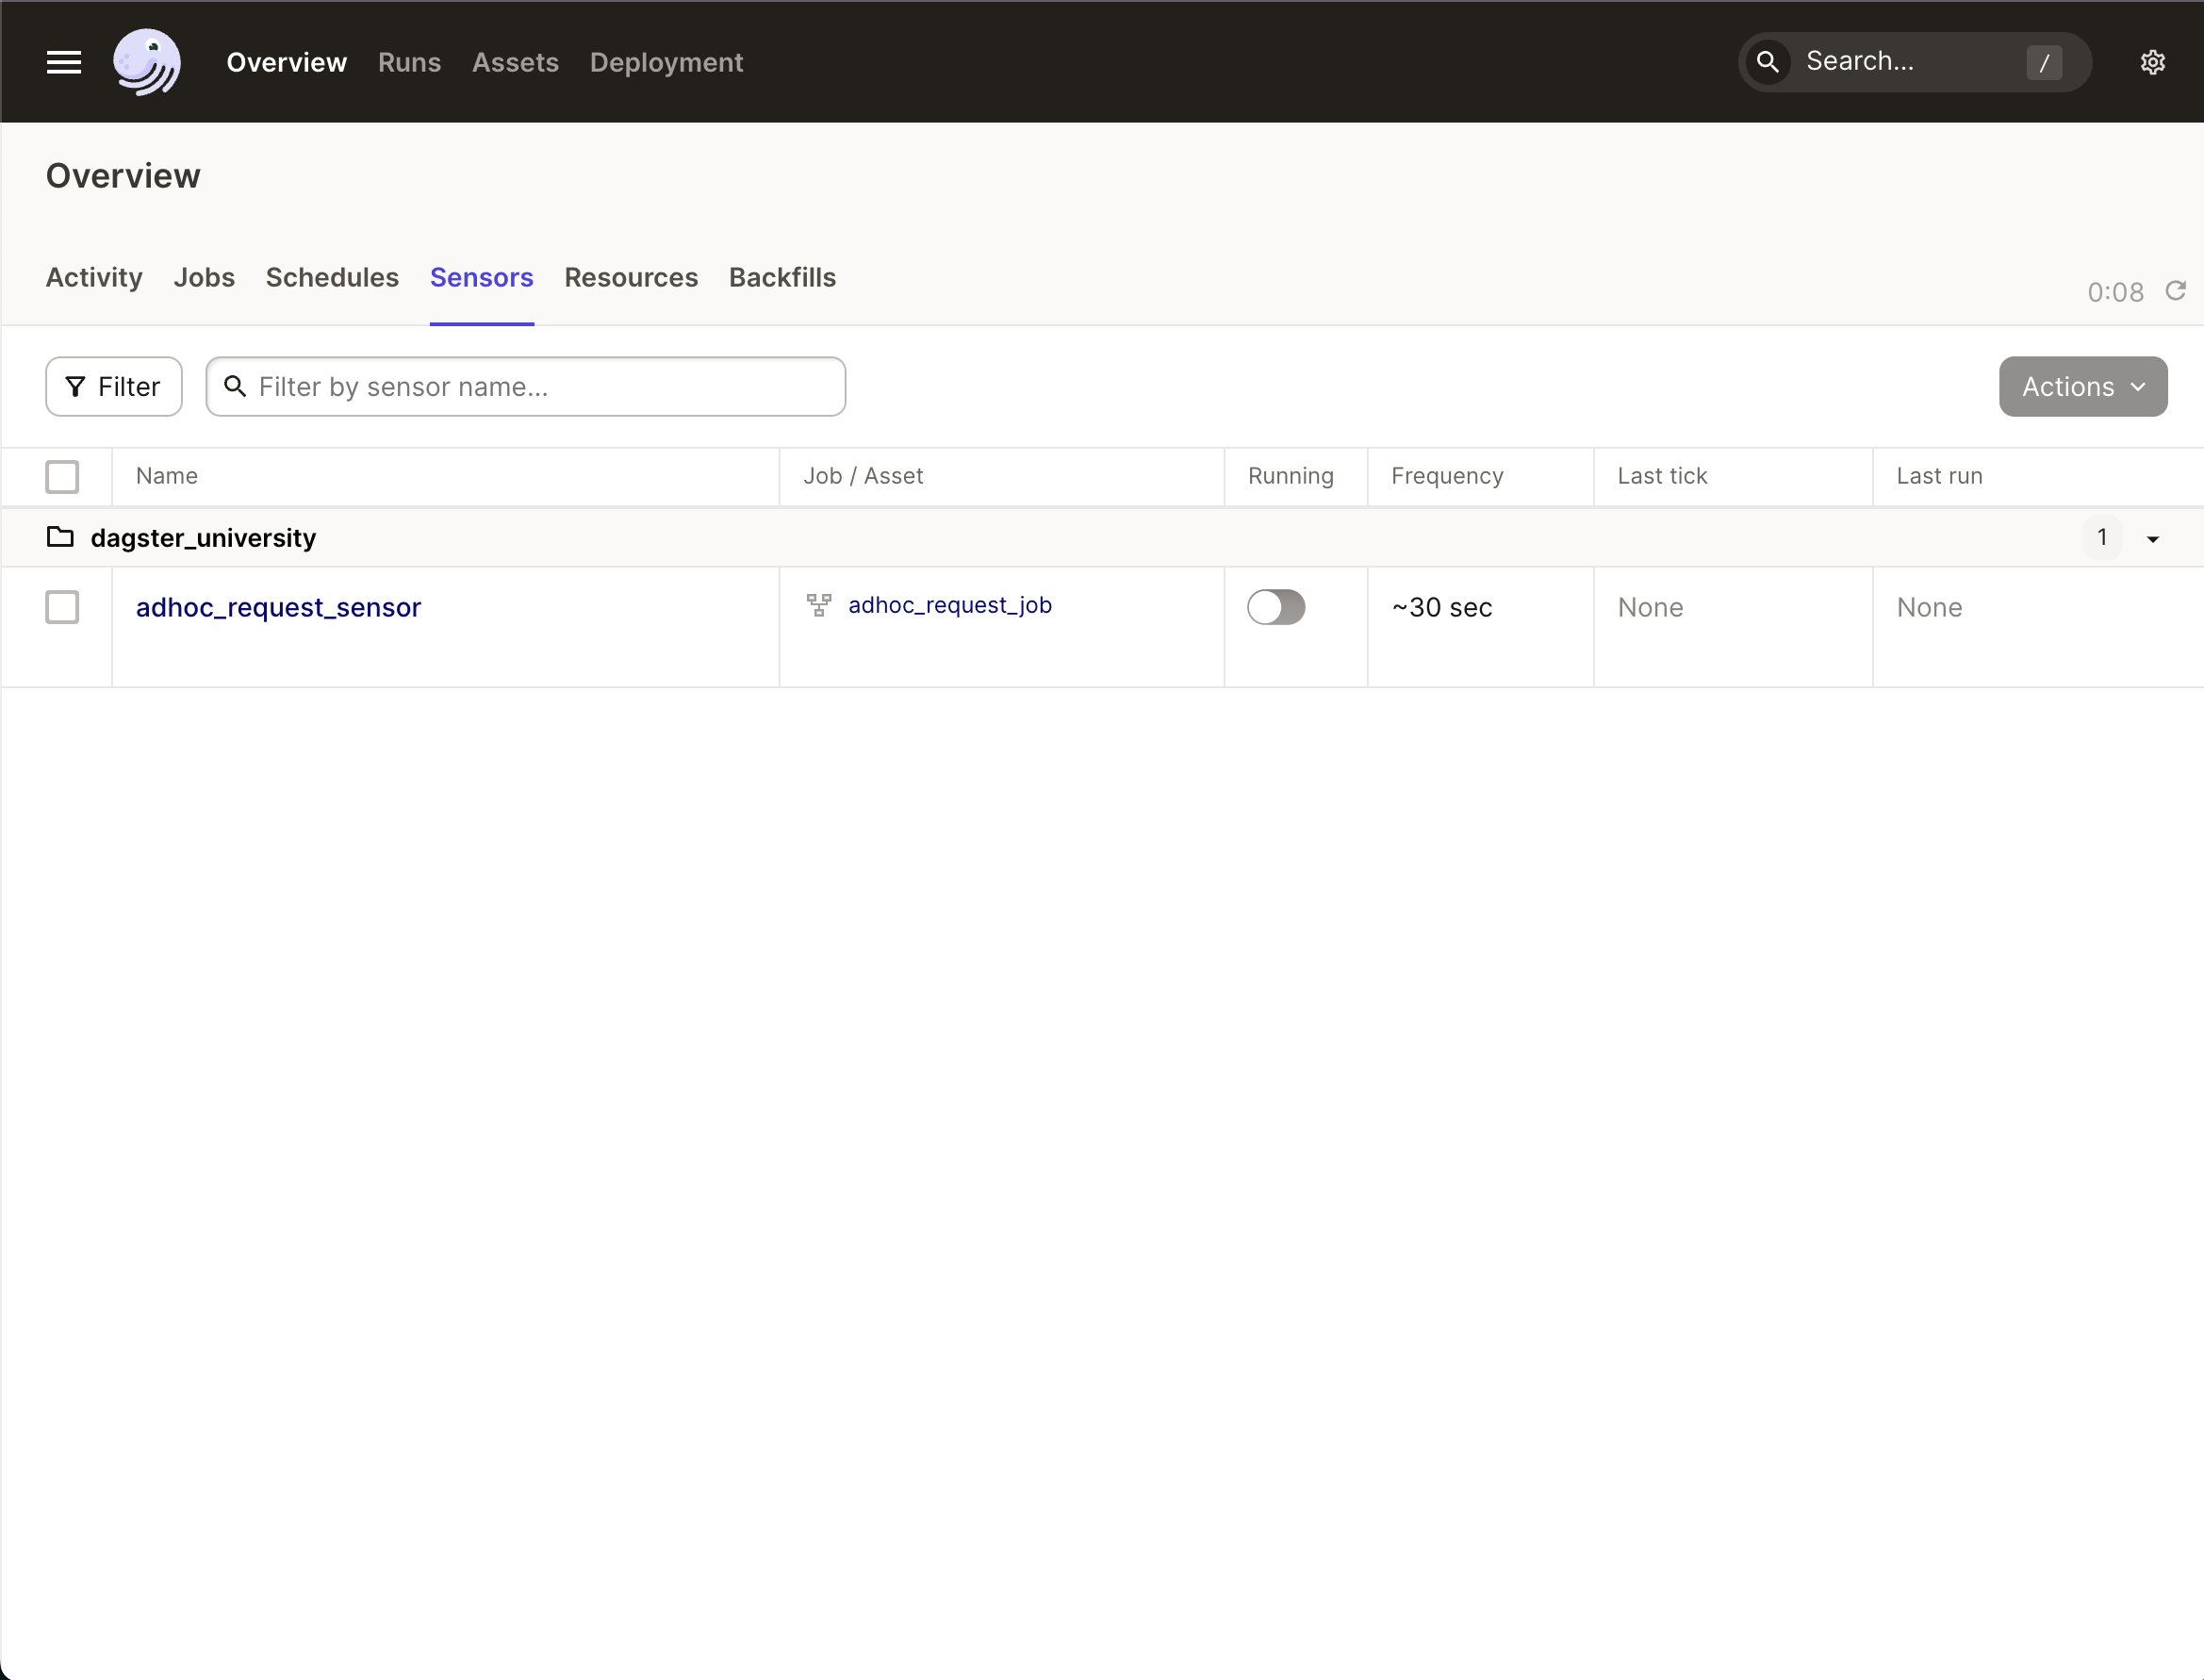 Overview Runs Assets Deployment Search... /
Overview
Activity Jobs Schedules Sensors Resources Backfills 0:08
Filter Filter by sensor name... Actions
Name Job / Asset Running Frequency Last tick Last run
dagster_university 1
adhoc_request_sensor adhoc_request_job ~30 sec None None